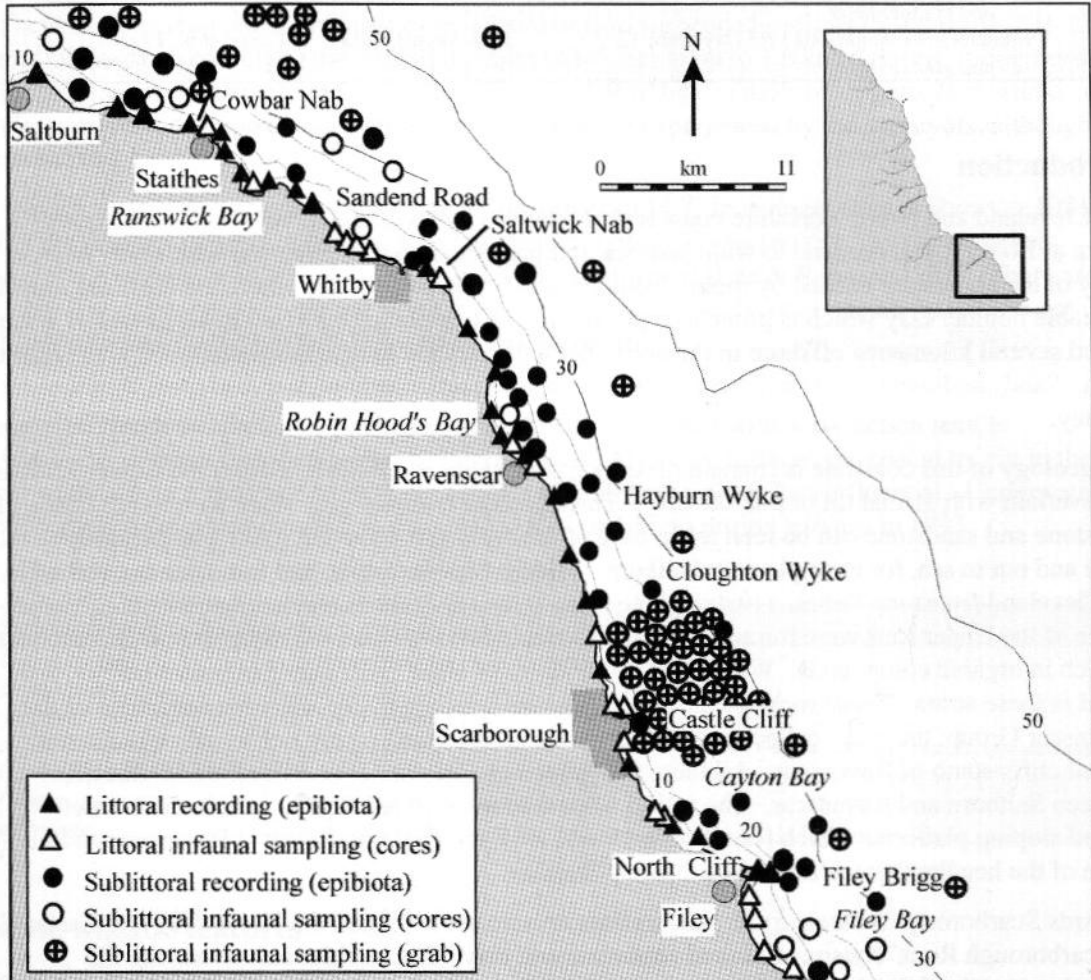 50
N
10
Cowbar Nab
Saltburn
0 km 11
Staithes
Sandend Road
Runswick Bay
Saltwick Nab
Whitby
30
Robin Hood's Bay
Ravenscar
Hayburn Wyke
Cloughton Wyke
50
Scarborough
Castle Cliff
Cayton Bay
10
20
North Cliff
Filey Brigg
Filey
Filey Bay
30
Littoral recording (epibiota)
Littoral infaunal sampling (cores)
Sublittoral recording (epibiota)
Sublittoral infaunal sampling (cores)
Sublittoral infaunal sampling (grab)